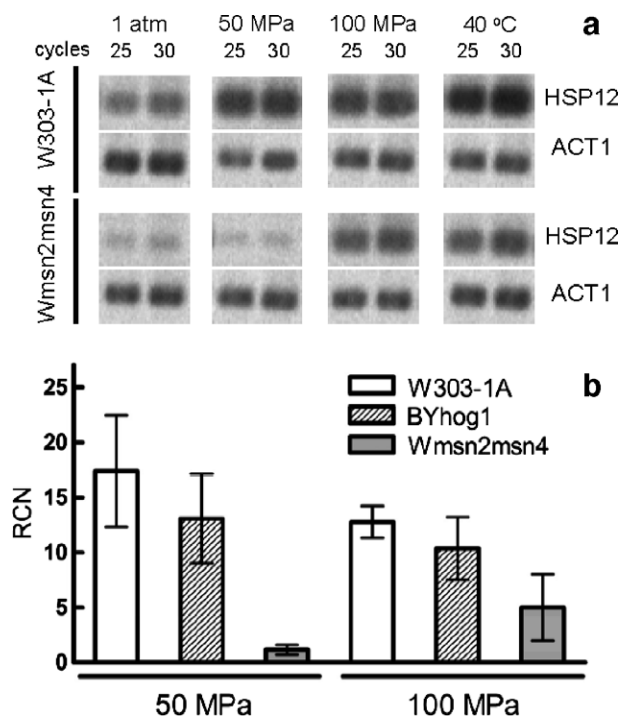 1 atm 50 MPa 100 MPa 40 ºC a
cycles 25 30 25 30 25 30 25 30
W303-1A
HSP12
ACT1
Wmsn2msn4
HSP12
ACT1
b
W303-1A
BYhog1
Wmsn2msn4
RCN
25
20
15
10
5
0
50 MPa 100 MPa